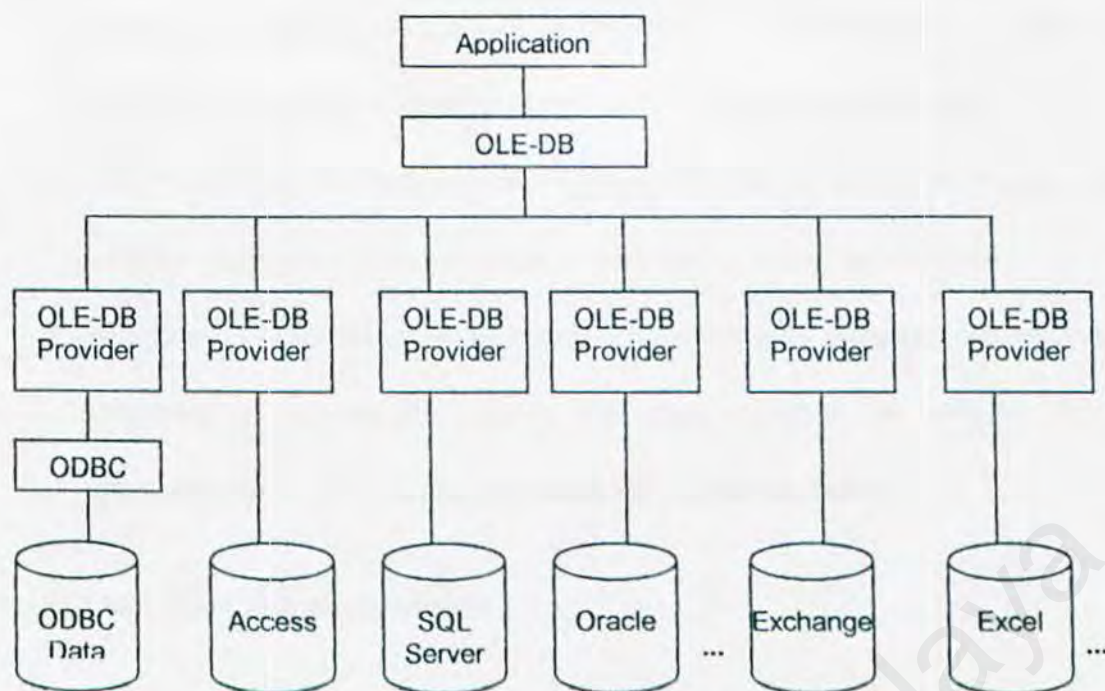 Application
OLE-DB
OLE-DB OLE-DB OLE-DB OLE-DB OLE-DB OLE-DB
Provider Provider Provider Provider Provider Provider
ODBC
ODBC Access SQL Oracle Exchange Excel
Data Server ... ...
laya